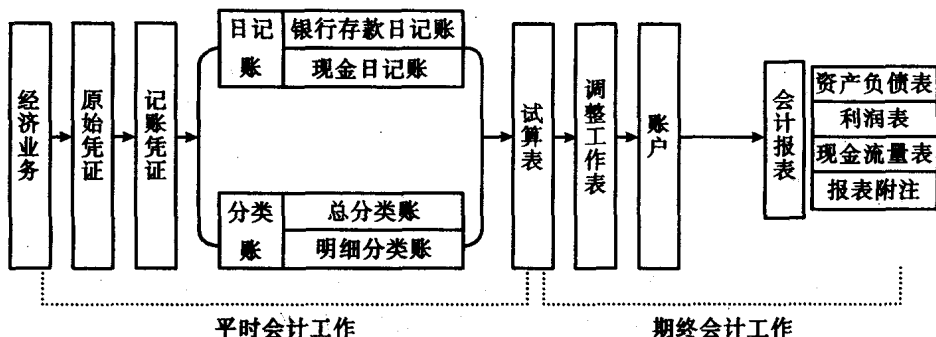 经济业务
原始凭证
记账凭证
日记账
银行存款日记账
现金日记账
分类账
总分类账
明细分类账
试算表
调整工作表
账户
会计报表
资产负债表
利润表
现金流量表
报表附注
平时会计工作
期终会计工作